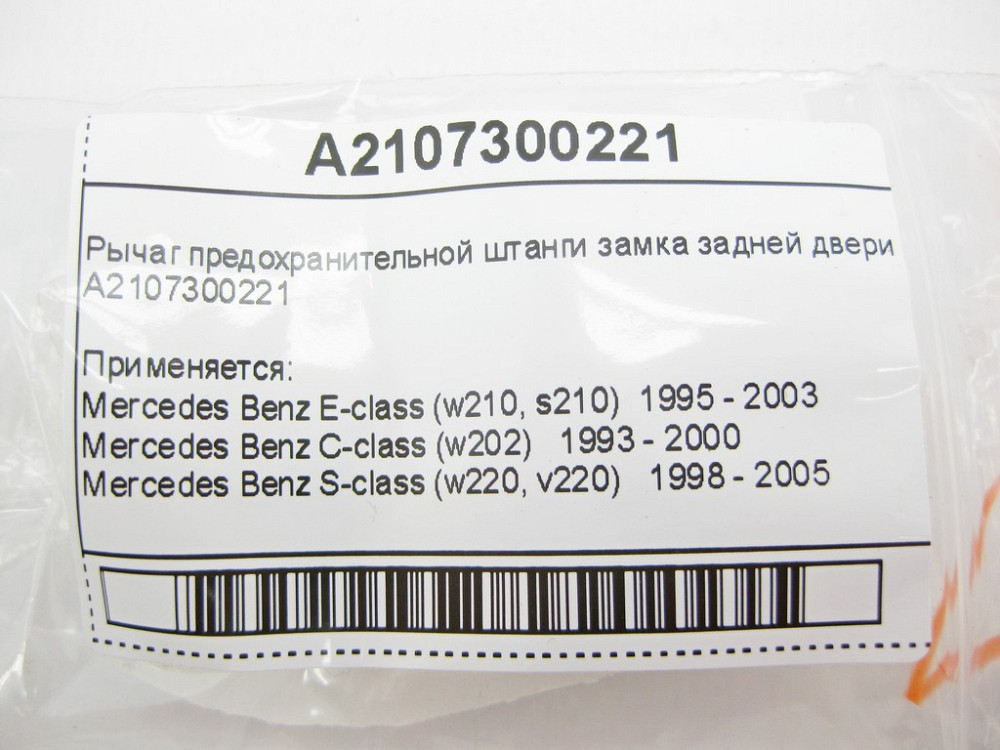 A2107300221
Рычаг предохранительной штанги замка задней двери
A2107300221
Применяется:
Mercedes Benz E-class (w210, s210) 1995 - 2003
Mercedes Benz C-class (w202) 1993 - 2000
Mercedes Benz S-class (w220, v220) 1998 - 2005